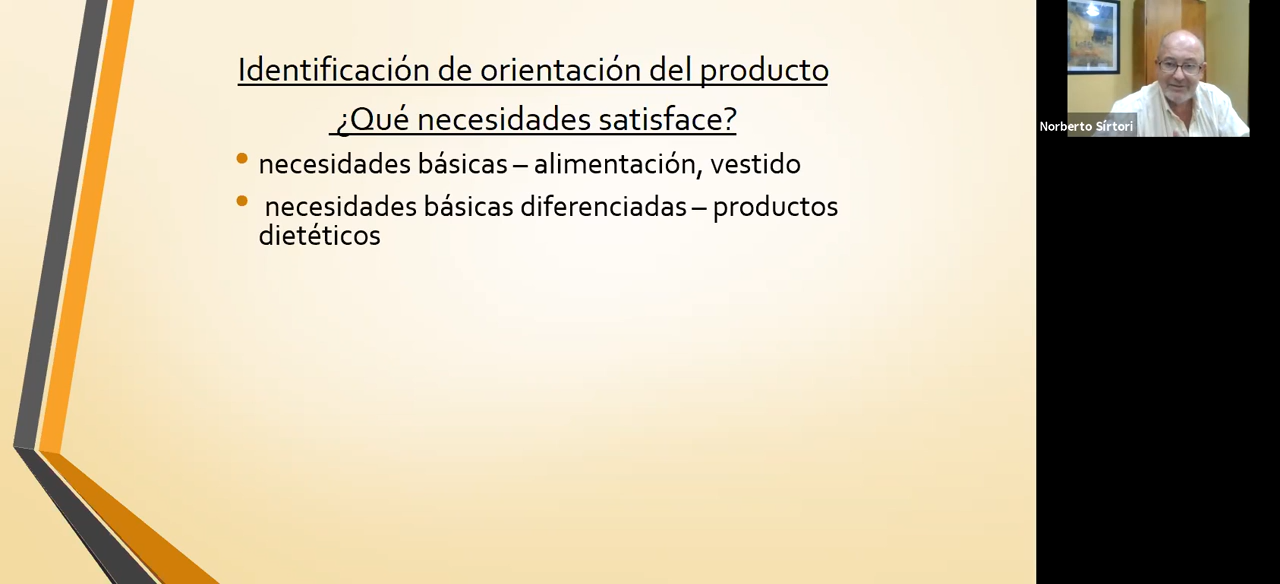 Identificación de orientación del producto
¿Qué necesidades satisface?
• necesidades básicas – alimentación, vestido
• necesidades básicas diferenciadas – productos
dietéticos
Norberto Sírtori